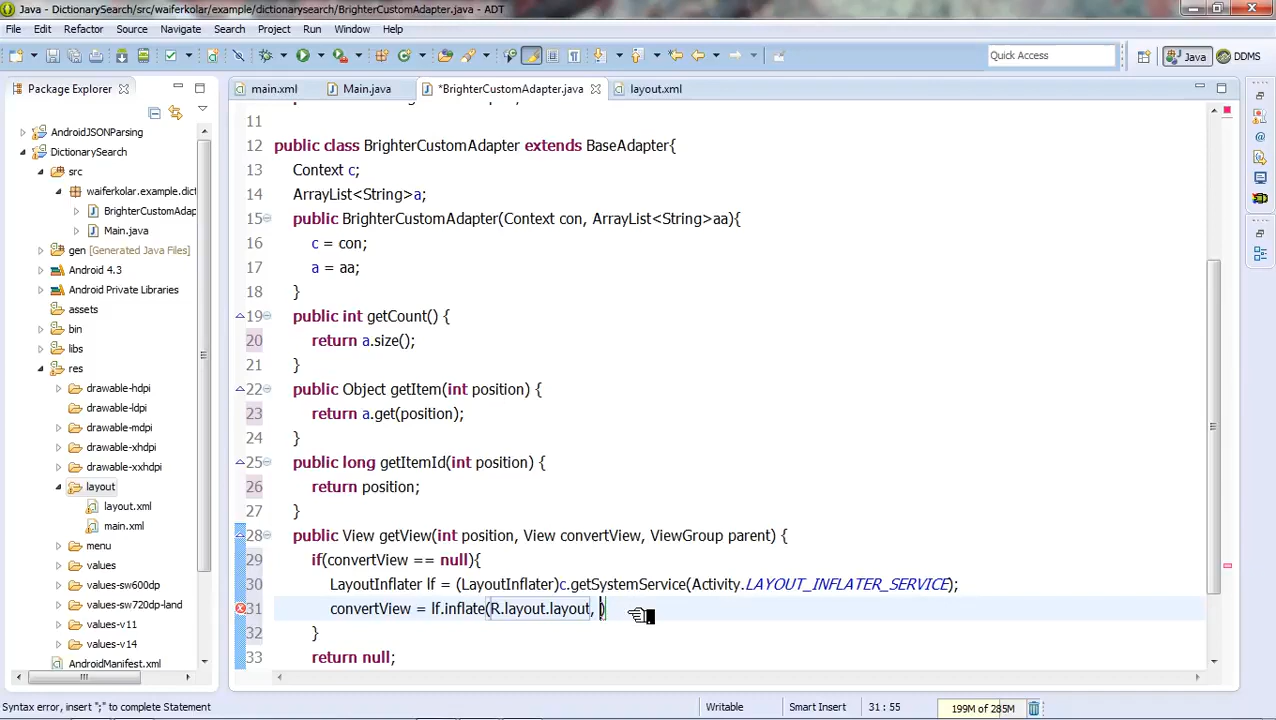 Java - DictionarySearch/src/waiferkolar/example/dictionarysearch/BrighterCustomAdapter.java - ADT
File Edit Refactor Source Navigate Search Project Run Window Help
Quick Access
Java
DDMS
Package Explorer
main.xml
Main.java
*BrighterCustomAdapter.java
layout.xml
AndroidJSONParsing
DictionarySearch
src
waiferkolar.example.dict
BrighterCustomAdap
Main.java
gen [Generated Java Files]
Android 4.3
Android Private Libraries
assets
bin
libs
res
drawable-hdpi
drawable-ldpi
drawable-mdpi
drawable-xhdpi
drawable-xxhdpi
layout
layout.xml
main.xml
menu
values
values-sw600dp
values-sw720dp-land
values-v11
values-v14
AndroidManifest.xml
11
12 public class BrighterCustomAdapter extends BaseAdapter{
13 Context c;
14 ArrayList<String>a;
15 public BrighterCustomAdapter(Context con, ArrayList<String>aa){
16 c = con;
17 a = aa;
18 }
19 public int getCount() {
20 return a.size();
21 }
22 public Object getItem(int position) {
23 return a.get(position);
24 }
25 public long getItemId(int position) {
26 return position;
27 }
28 public View getView(int position, View convertView, ViewGroup parent) {
29 if(convertView == null){
30 LayoutInflater lf = (LayoutInflater)c.getSystemService(Activity.LAYOUT_INFLATER_SERVICE);
31 convertView = lf.inflate(R.layout.layout, )
32 }
33 return null;
Syntax error, insert ";" to complete Statement
Writable
Smart Insert
31 : 55
199M of 285M